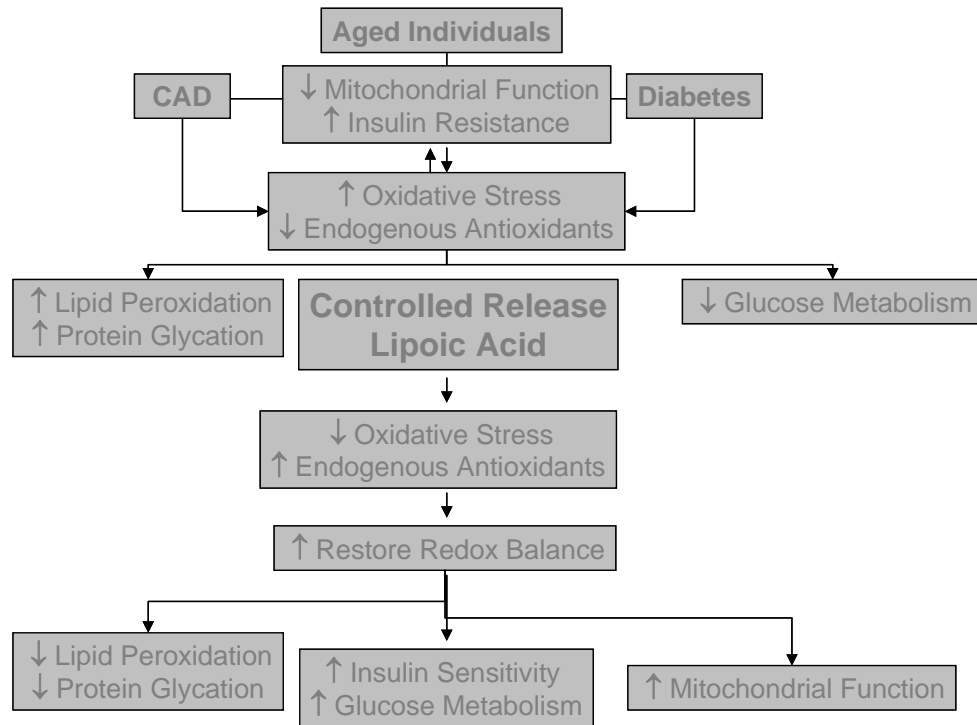 Aged Individuals
CAD
↓ Mitochondrial Function
↑ Insulin Resistance
Diabetes
↑ Oxidative Stress
↓ Endogenous Antioxidants
↑ Lipid Peroxidation
↑ Protein Glycation
Controlled Release
Lipoic Acid
↓ Glucose Metabolism
↓ Oxidative Stress
↑ Endogenous Antioxidants
↑ Restore Redox Balance
↓ Lipid Peroxidation
↓ Protein Glycation
↑ Insulin Sensitivity
↑ Glucose Metabolism
↑ Mitochondrial Function